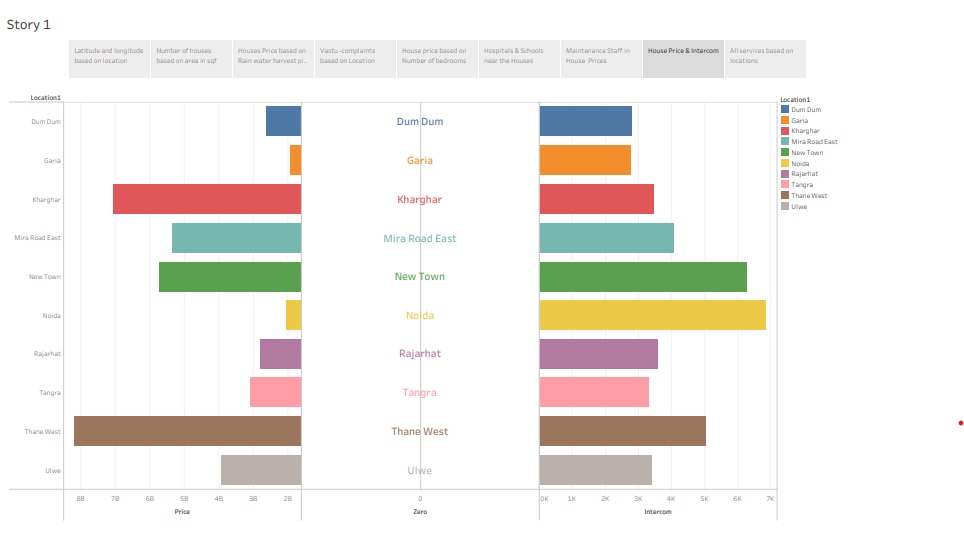 Story 1
Latitude and longitude
based on location
Number of houses
based on area in sqf
Houses Price based on
Rain water harvest pi..
Vastu -complaints
based on Location
House price based on
Number of bedrooms
Hospitals & Schools
near the Houses
Maintenance Staff in
House Prices
House Price & Intercom
All services based on
locations
Location1
Dum Dum
Garia
Kharghar
Mira Road East
New Town
Noida
Rajarhat
Tangra
Thane West
Ulwe
Dum Dum
Garia
Kharghar
Mira Road East
New Town
Noida
Rajarhat
Tangra
Thane West
Ulwe
8B 7B 6B 5B 4B 3B 2B
Price
0
Zero
0K 1K 2K 3K 4K 5K 6K 7K
Intercom
Location1
Dum Dum
Garia
Kharghar
Mira Road East
New Town
Noida
Rajarhat
Tangra
Thane West
Ulwe